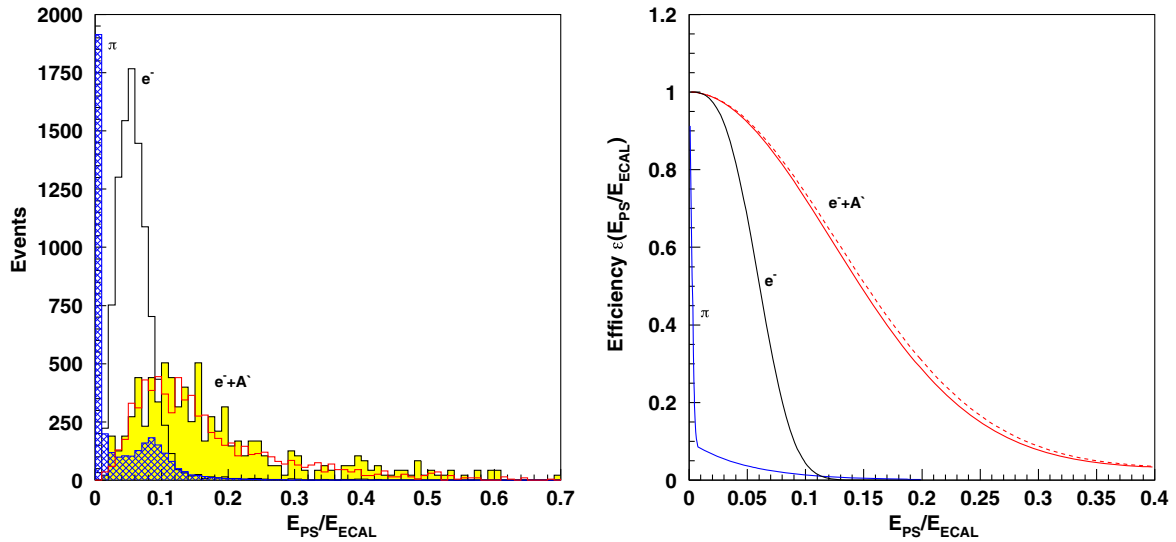 2000
1750
1500
1250
1000
750
500
250
0
Events
π
e⁻
e⁻+A`
0 0.1 0.2 0.3 0.4 0.5 0.6 0.7
E_PS/E_ECAL
1.2
1
0.8
0.6
0.4
0.2
0
Efficiency ε(E_PS/E_ECAL)
e⁻+A`
e⁻
π
0 0.05 0.1 0.15 0.2 0.25 0.3 0.35 0.4
E_PS/E_ECAL